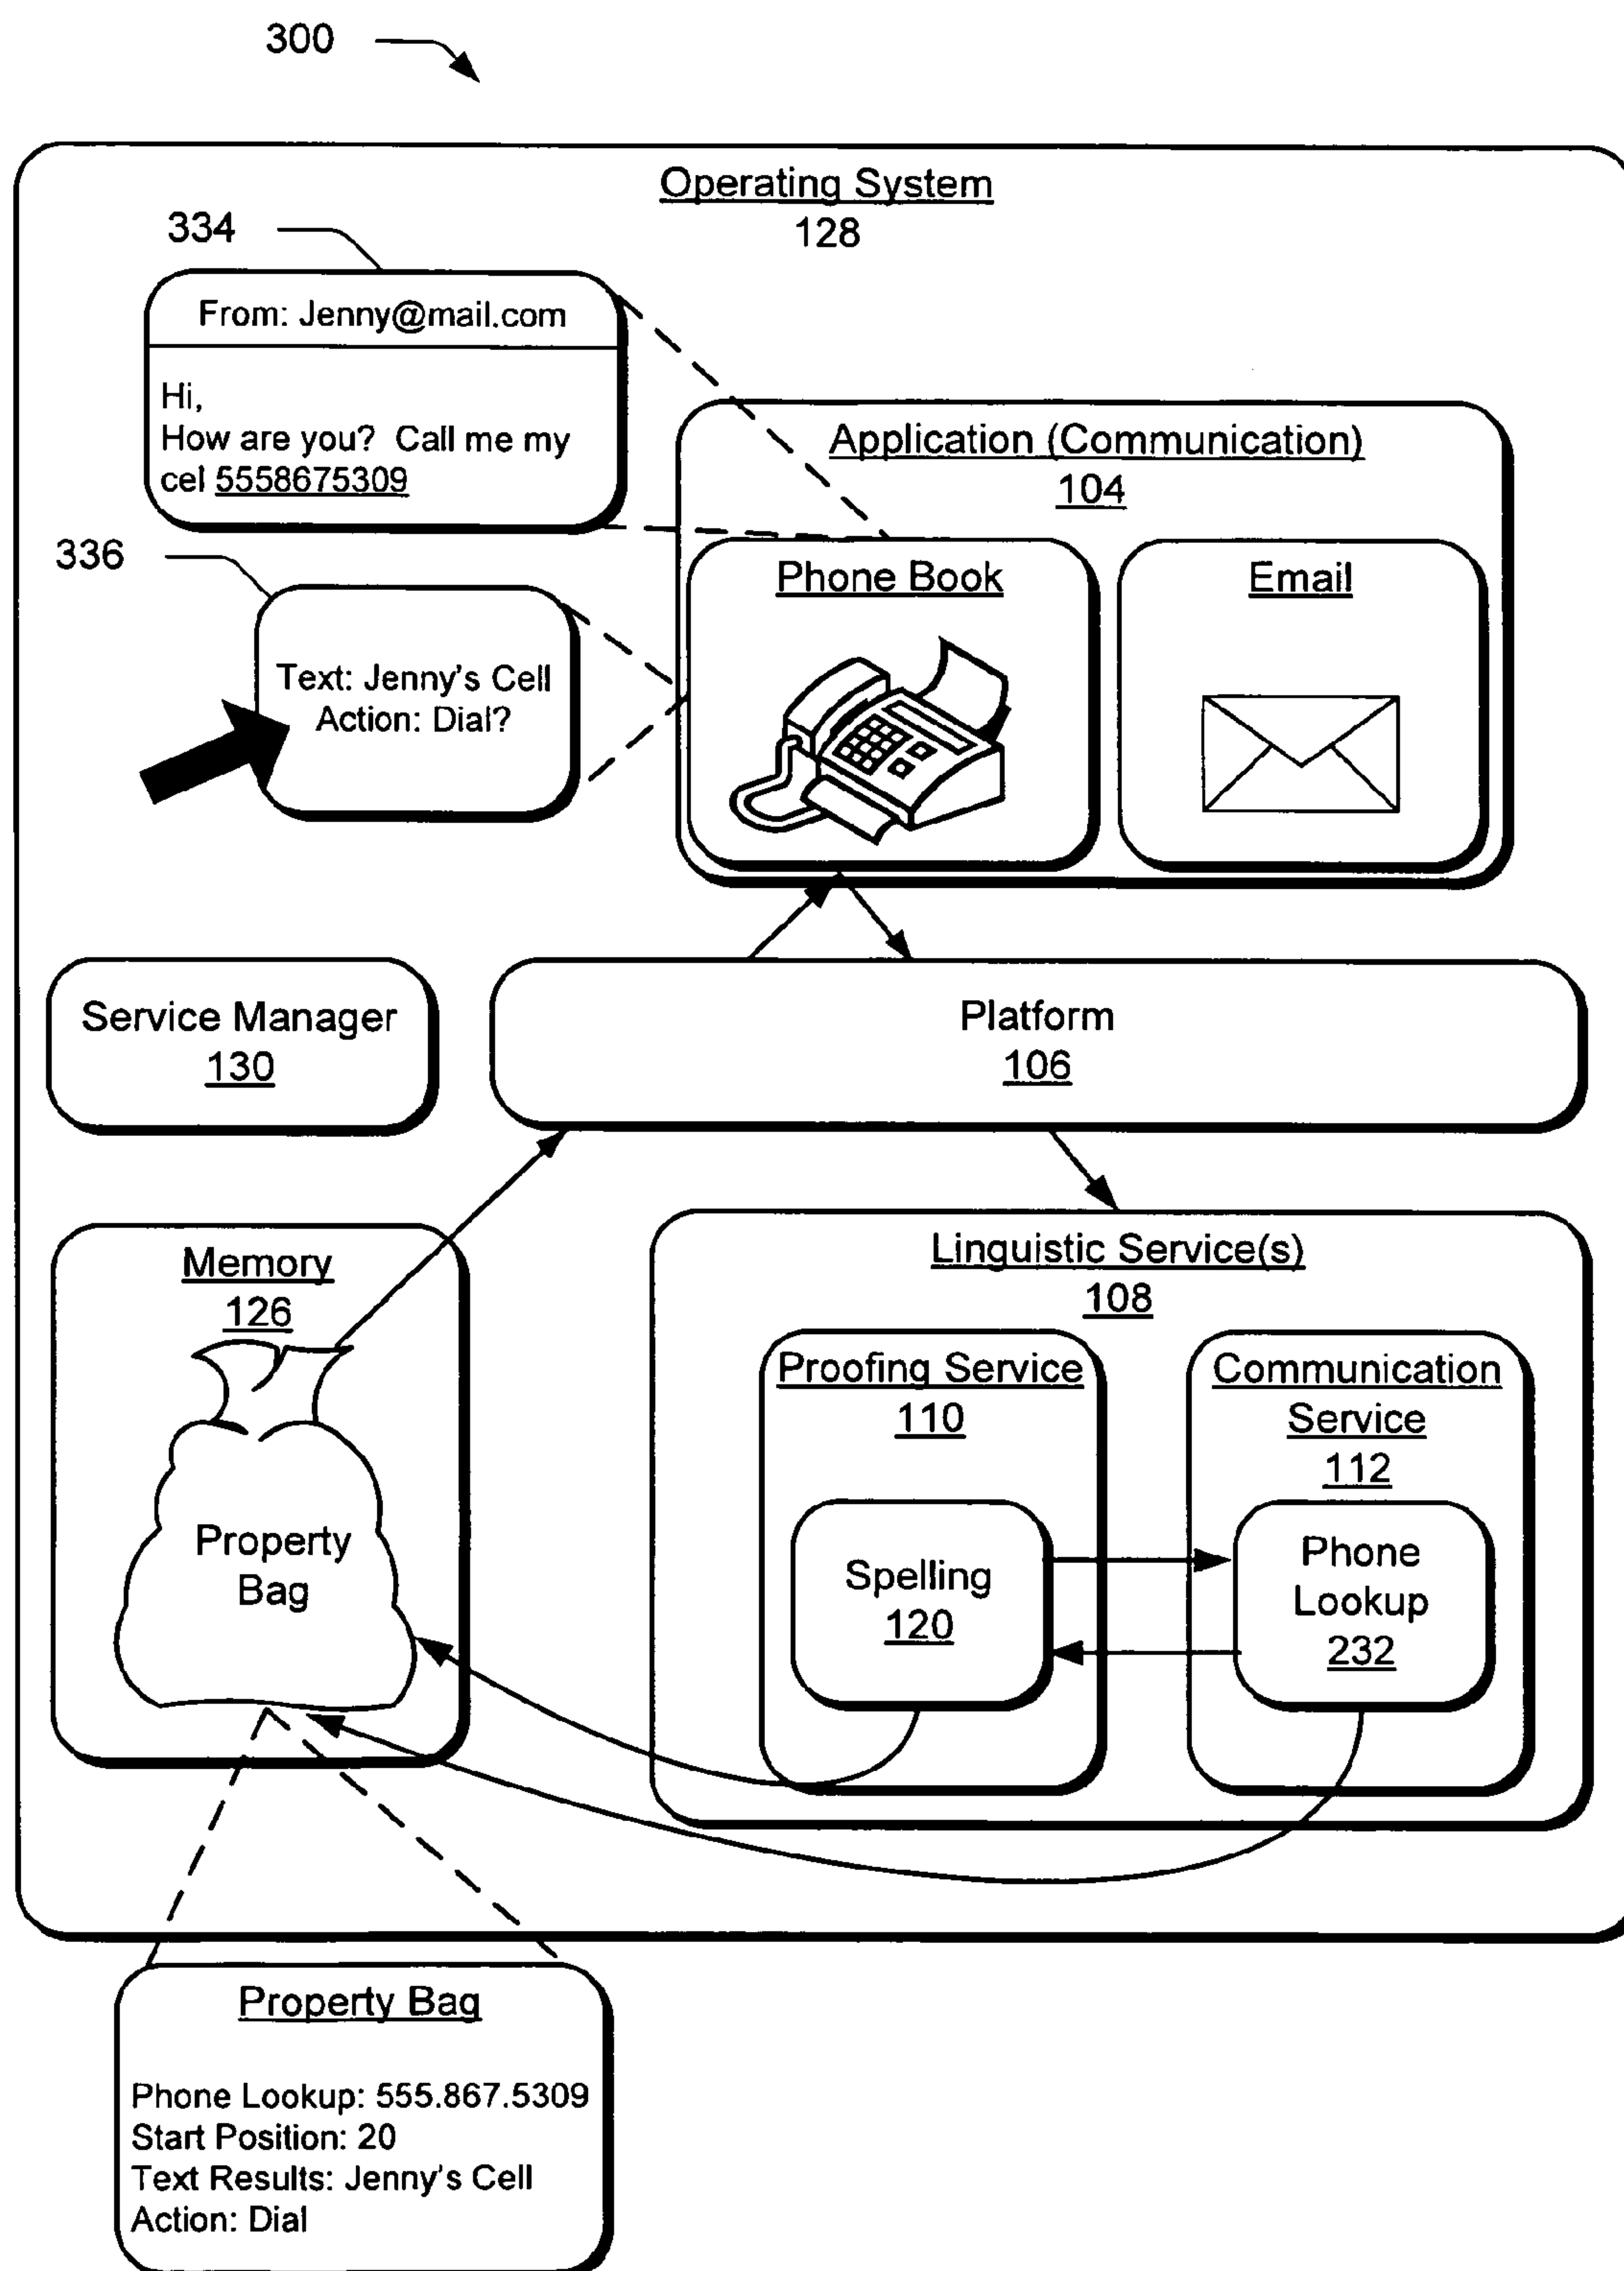 300
Operating System
128
334
From: Jenny@mail.com
Hi,
How are you?  Call me my
cel 5558675309
Application (Communication)
104
336
Phone Book
Email
Text: Jenny's Cell
Action: Dial?
Service Manager
130
Platform
106
Memory
126
Property
Bag
Linguistic Service(s)
108
Proofing Service
110
Spelling
120
Communication
Service
112
Phone
Lookup
232
Property Bag
Phone Lookup: 555.867.5309
Start Position: 20
Text Results: Jenny's Cell
Action: Dial